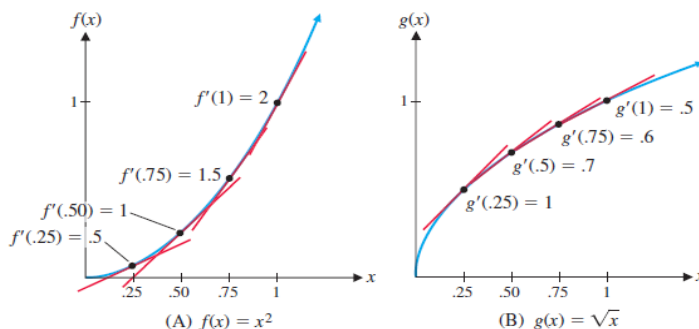 f(x)
1
f′(1) = 2
f′(.75) = 1.5
f′(.50) = 1
f′(.25) = .5
.25 .50 .75 1
x
(A) f(x) = x²
g(x)
1
g′(1) = .5
g′(.75) = .6
g′(.5) = .7
g′(.25) = 1
.25 .50 .75 1
x
(B) g(x) = √x